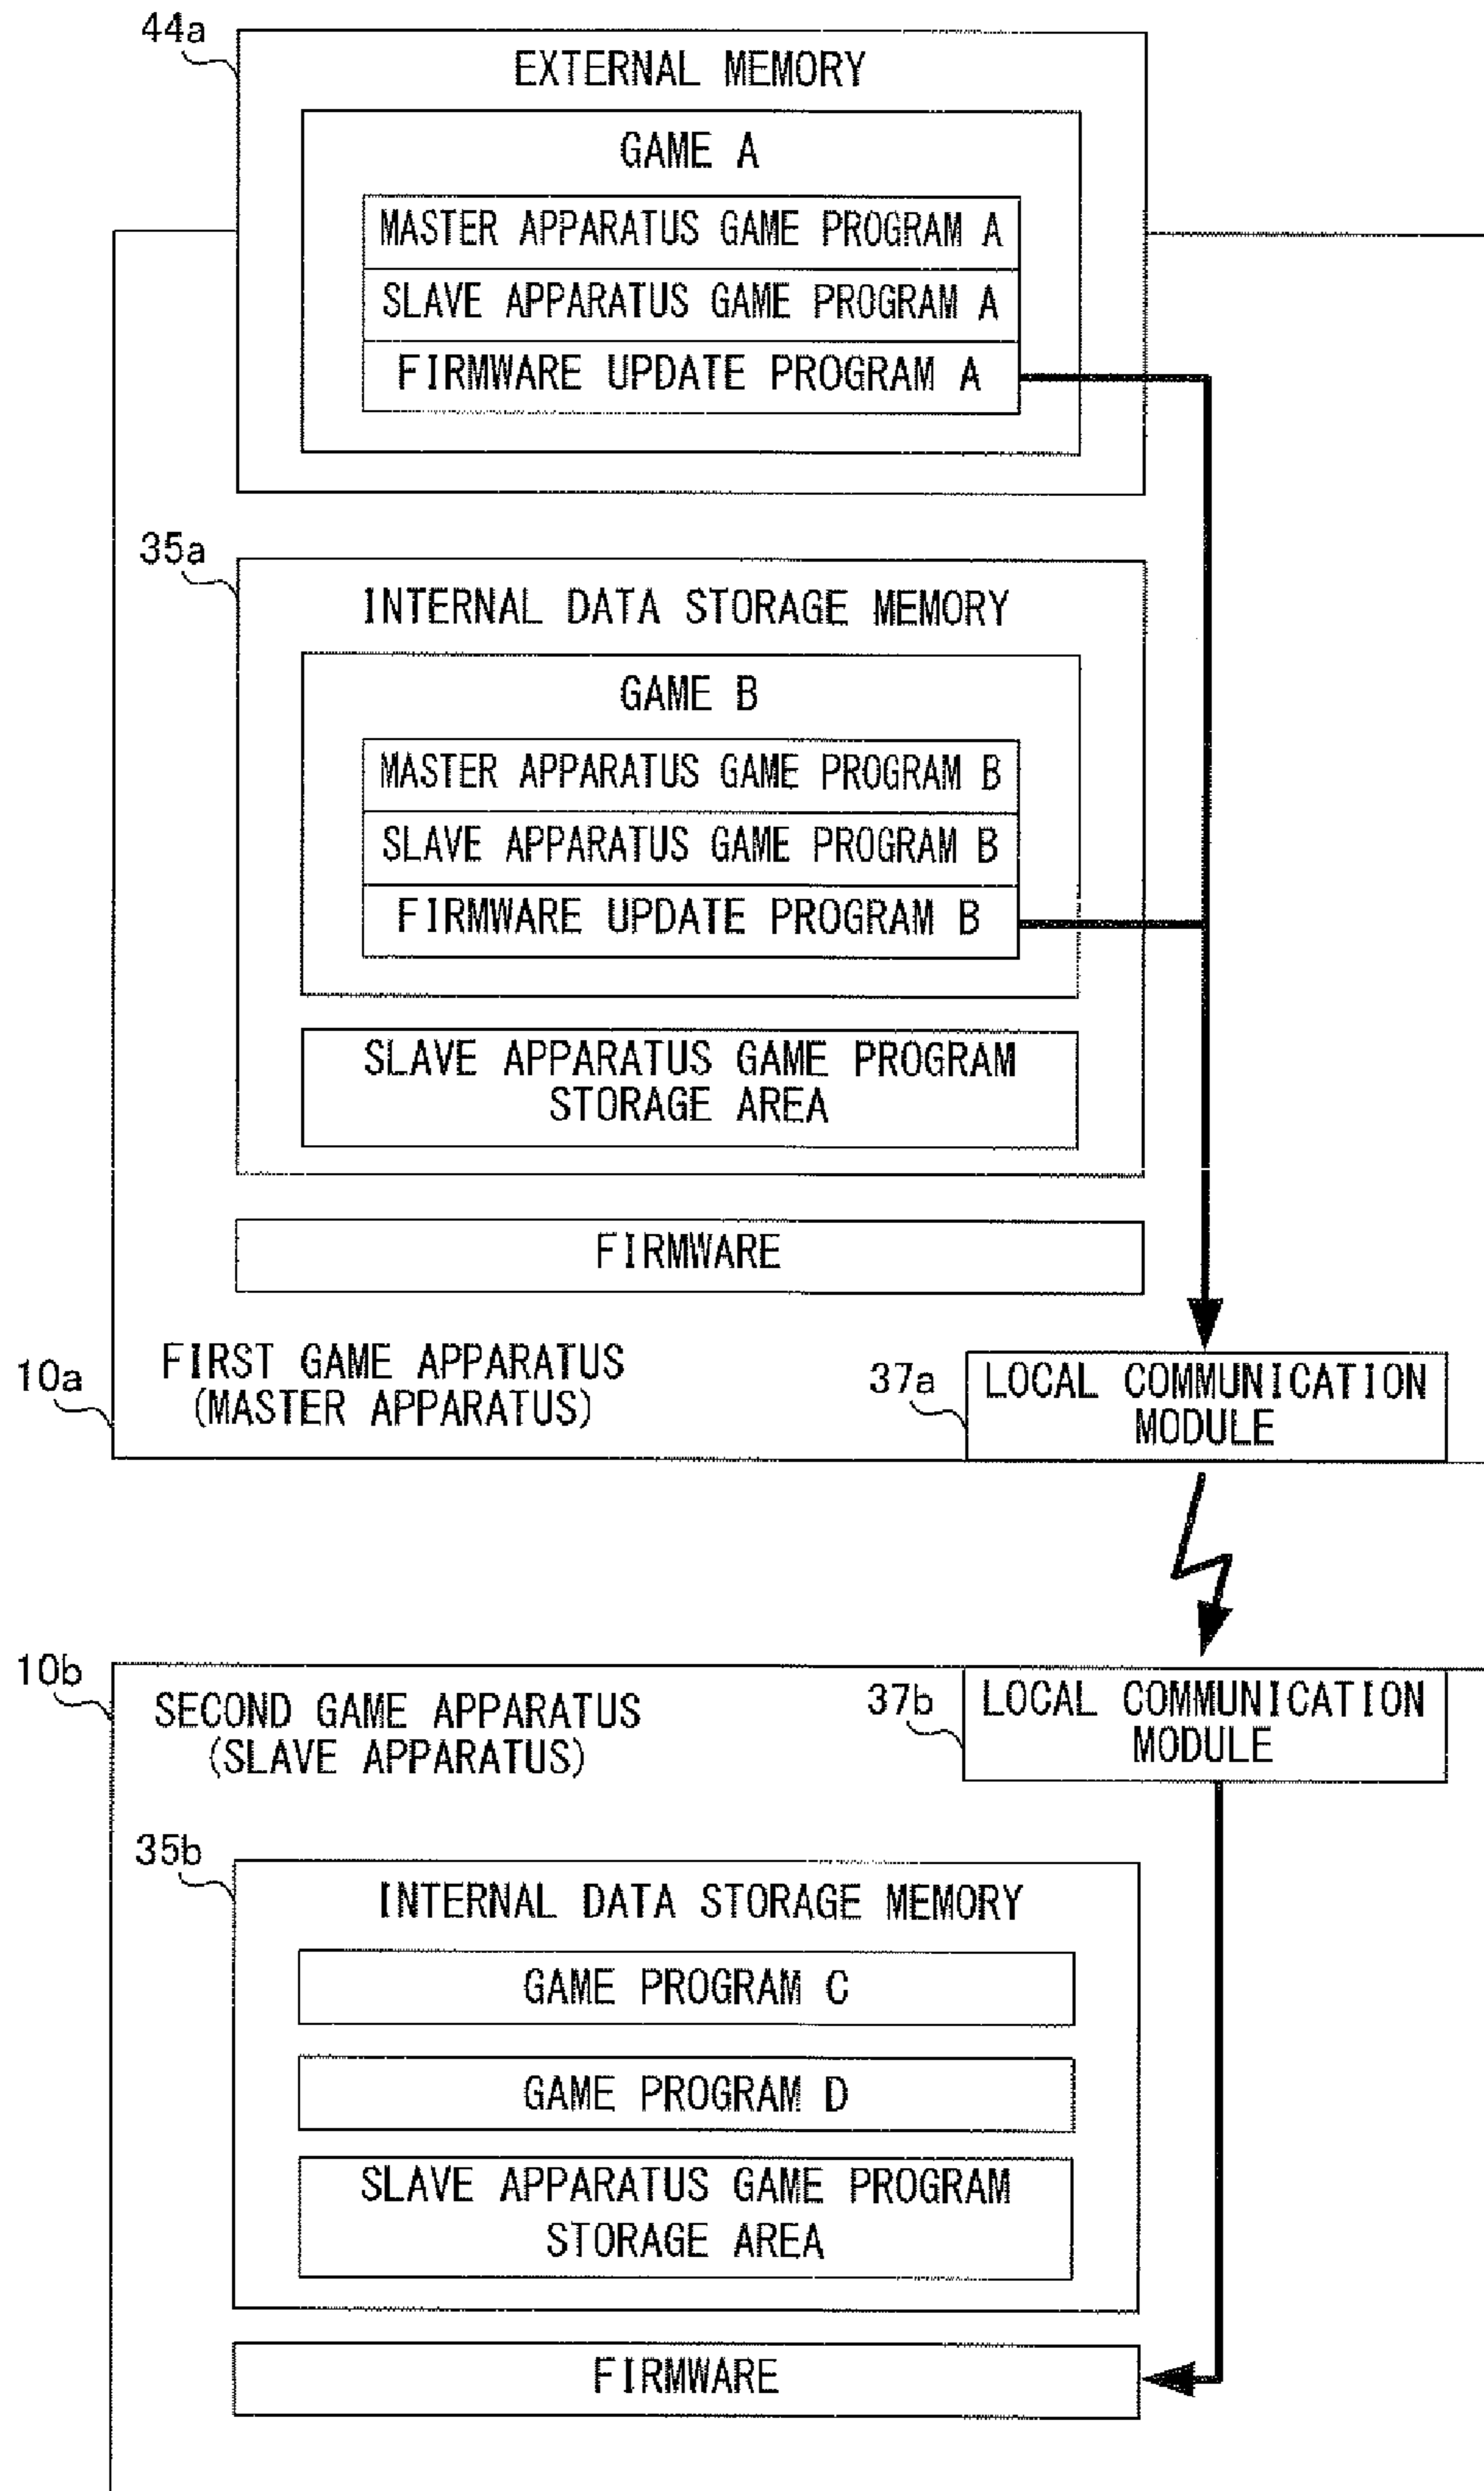 44a
EXTERNAL MEMORY
GAME A
MASTER APPARATUS GAME PROGRAM A
SLAVE APPARATUS GAME PROGRAM A
FIRMWARE UPDATE PROGRAM A
35a
INTERNAL DATA STORAGE MEMORY
GAME B
MASTER APPARATUS GAME PROGRAM B
SLAVE APPARATUS GAME PROGRAM B
FIRMWARE UPDATE PROGRAM B
SLAVE APPARATUS GAME PROGRAM
STORAGE AREA
FIRMWARE
10a
FIRST GAME APPARATUS
(MASTER APPARATUS)
37a
LOCAL COMMUNICATION
MODULE
10b
SECOND GAME APPARATUS
(SLAVE APPARATUS)
37b
LOCAL COMMUNICATION
MODULE
35b
INTERNAL DATA STORAGE MEMORY
GAME PROGRAM C
GAME PROGRAM D
SLAVE APPARATUS GAME PROGRAM
STORAGE AREA
FIRMWARE